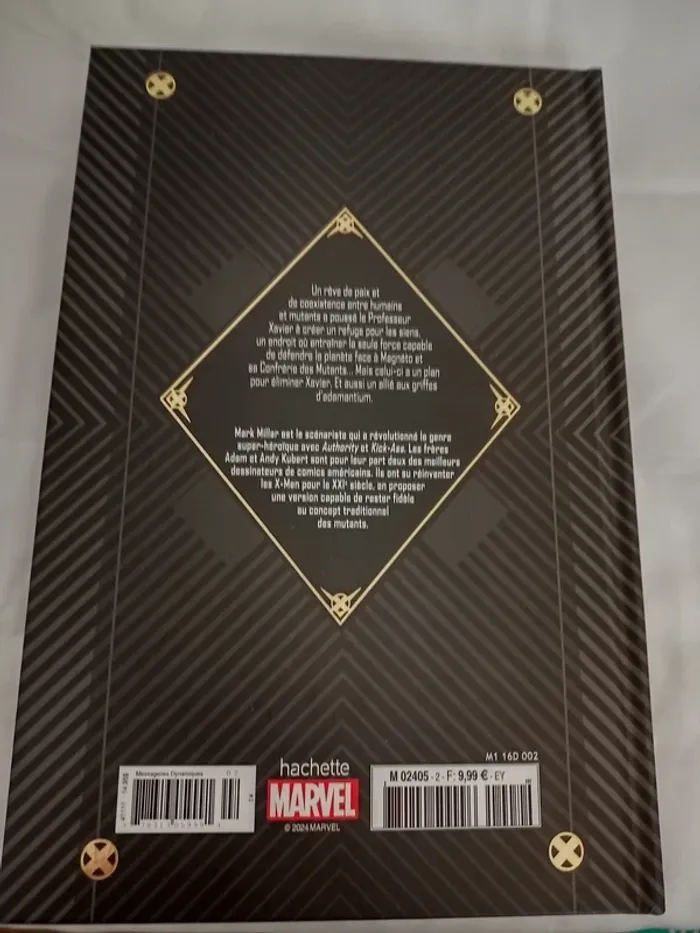 Un rêve de paix et
de coexistence entre humains
et mutants a poussé le Professeur
Xavier à créer un refuge pour les siens,
un endroit où entraîner la seule force capable
de défendre la planète face à Magnéto et
sa Confrérie des Mutants... Mais celui-ci a un plan
pour éliminer Xavier. Et aussi un allié aux griffes
d'adamantium.
Mark Millar est le scénariste qui a révolutionné le genre
super-héroïque avec Authority et Kick-Ass. Les frères
Adam et Andy Kubert sont pour leur part deux des meilleurs
dessinateurs de comics américains. Ils ont su réinventer
les X-Men pour le XXIe siècle, en proposer
une version capable de rester fidèle
au concept traditionnel
des mutants.
M1 16D 002
Messageries Dynamiques 02
hachette
MARVEL
© 2024 MARVEL
M 02405 - 2 - F: 9,99 € - EY